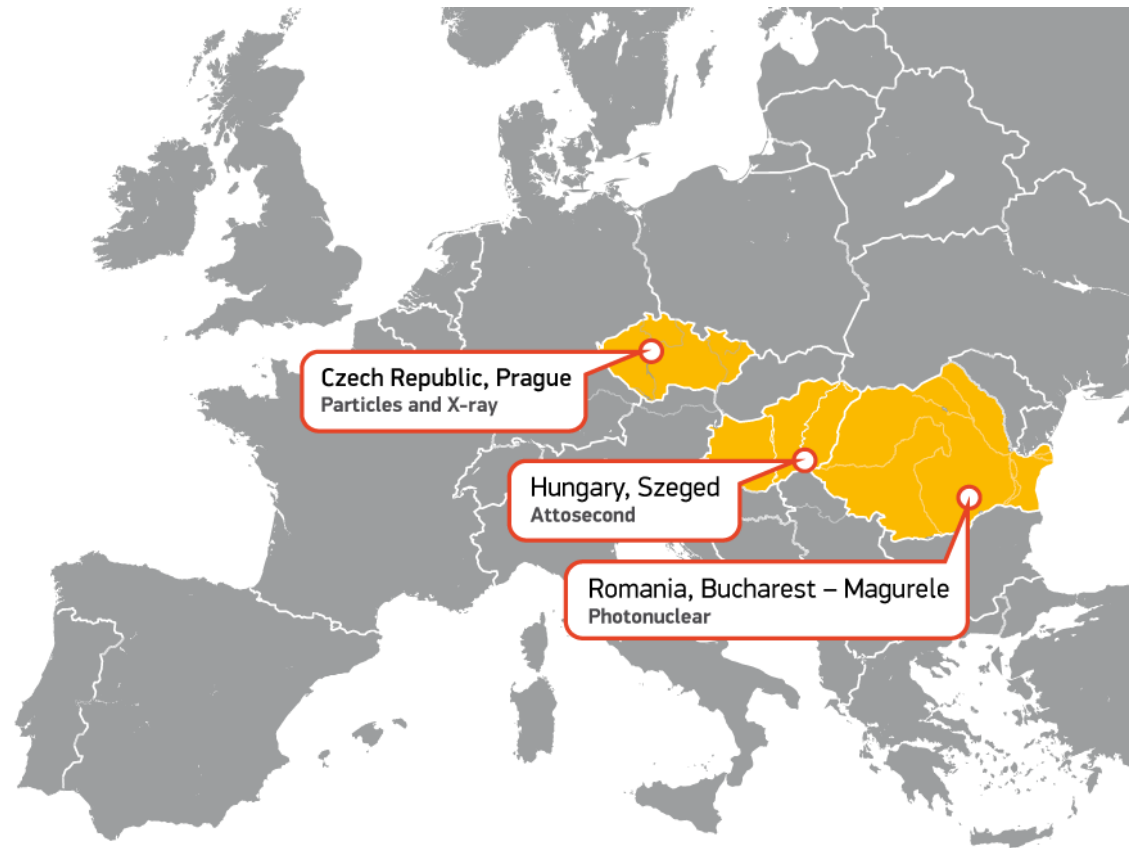 Czech Republic, Prague
Particles and X-ray
Hungary, Szeged
Attosecond
Romania, Bucharest – Magurele
Photonuclear